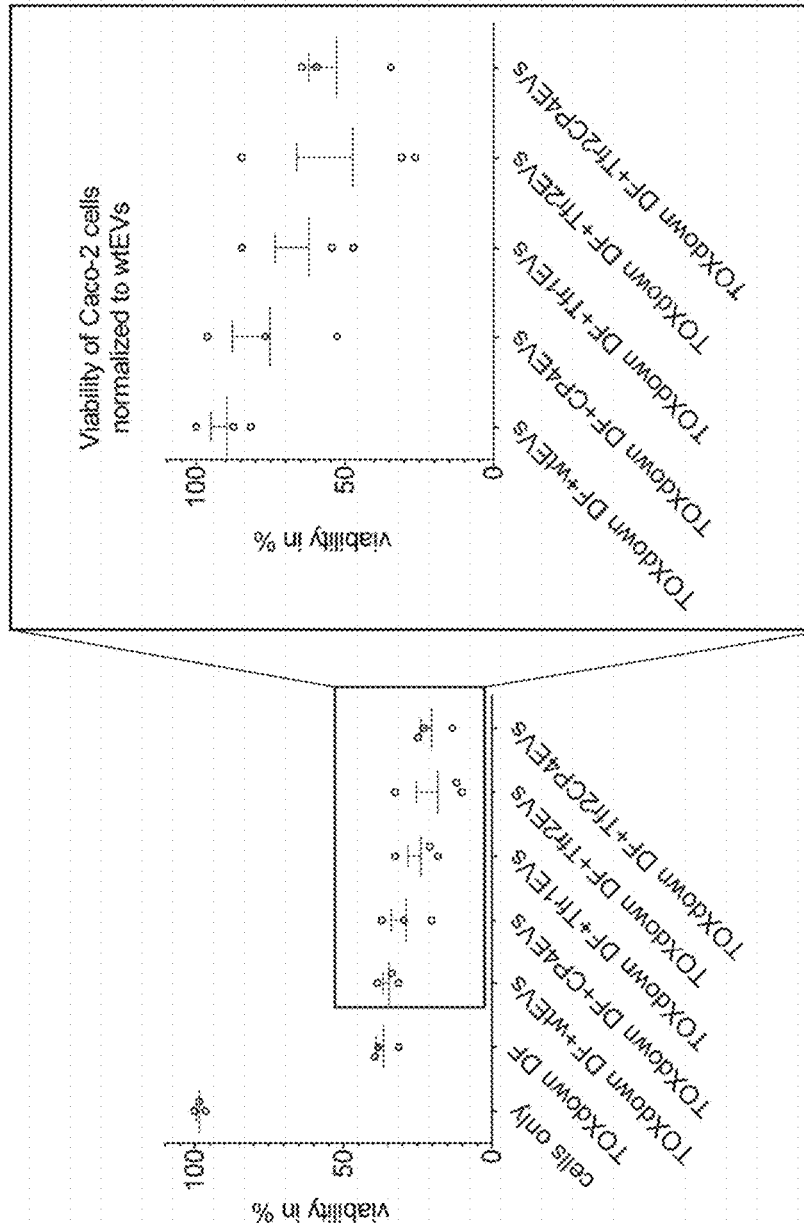 viability in %
100
50
0
cells only
TOXdown DF
TOXdown DF+wtEVs
TOXdown DF+CP4EVs
TOXdown DF+Tfr1EVs
TOXdown DF+Tfr2EVs
TOXdown DF+Tfr2CP4EVs
Viability of Caco-2 cells
normalized to wtEVs
viability in %
100
50
0
TOXdown DF+wtEVs
TOXdown DF+CP4EVs
TOXdown DF+Tfr1EVs
TOXdown DF+Tfr2EVs
TOXdown DF+Tfr2CP4EVs